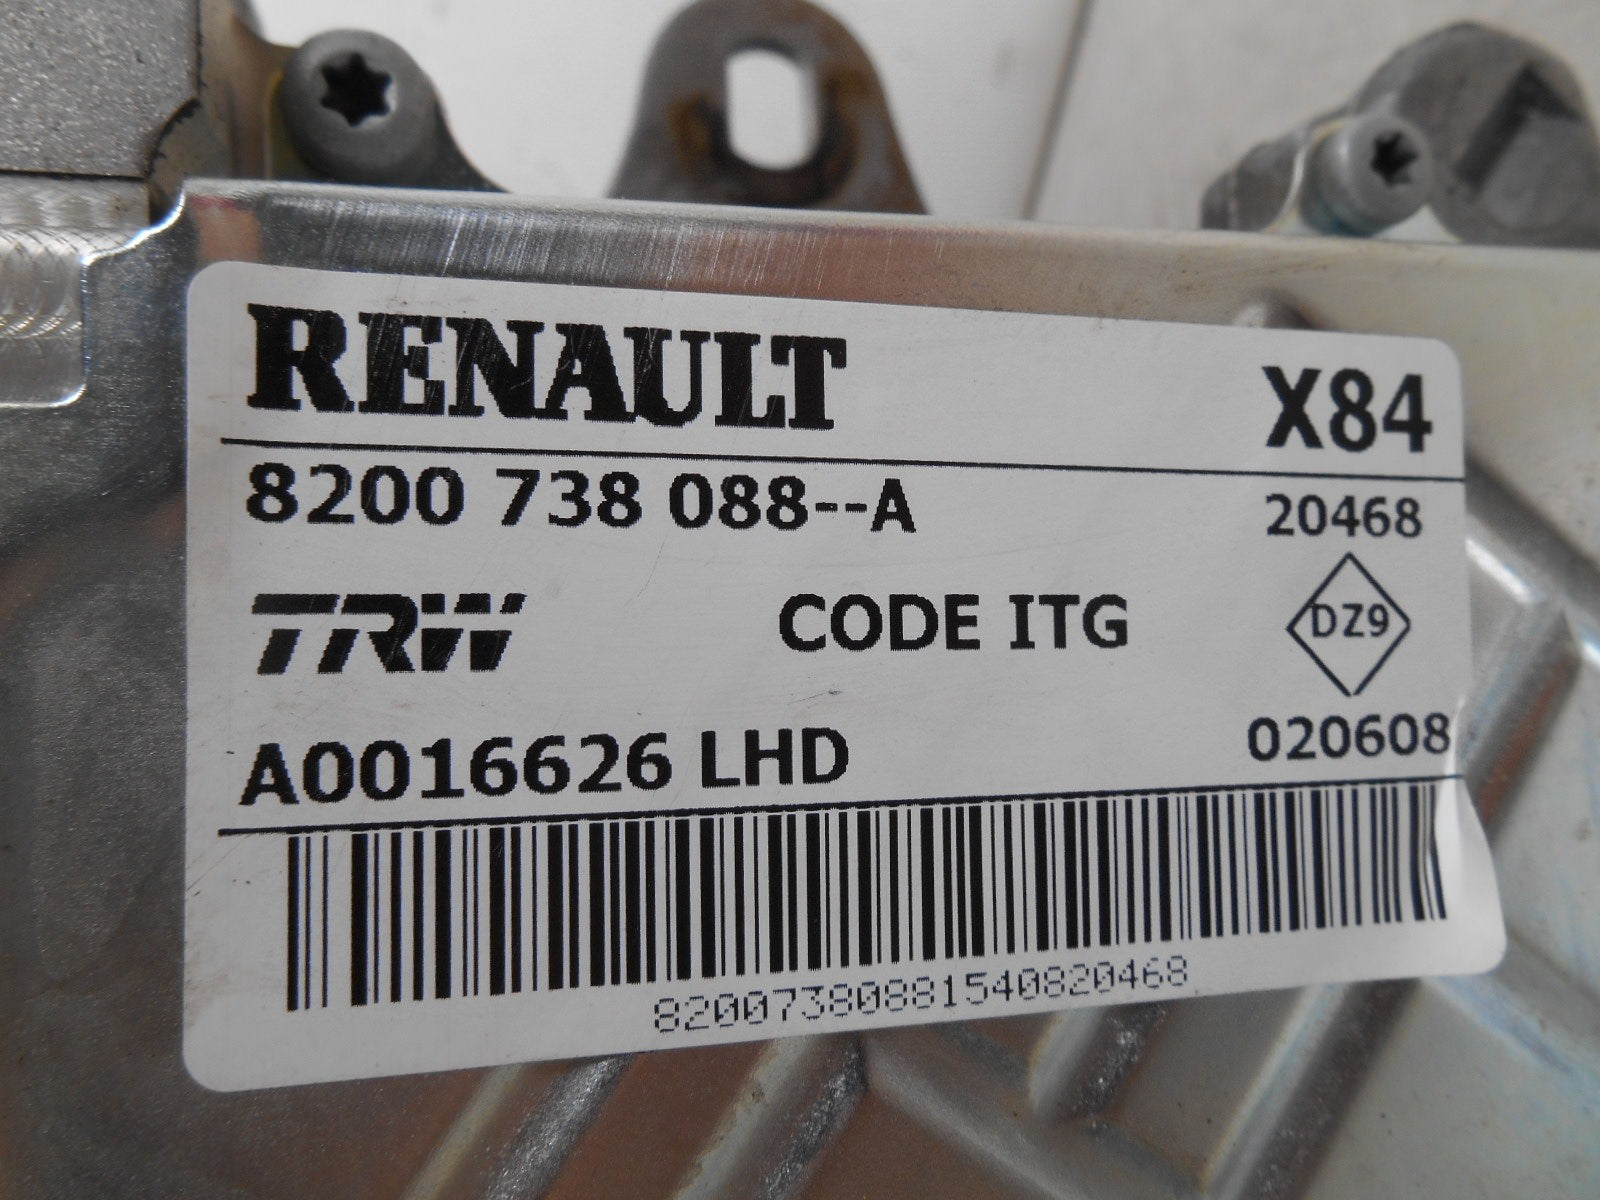 RENAULT X84
8200 738 088--A 20468
TRW CODE ITG DZ9
A0016626 LHD 020608
82007380881540820468